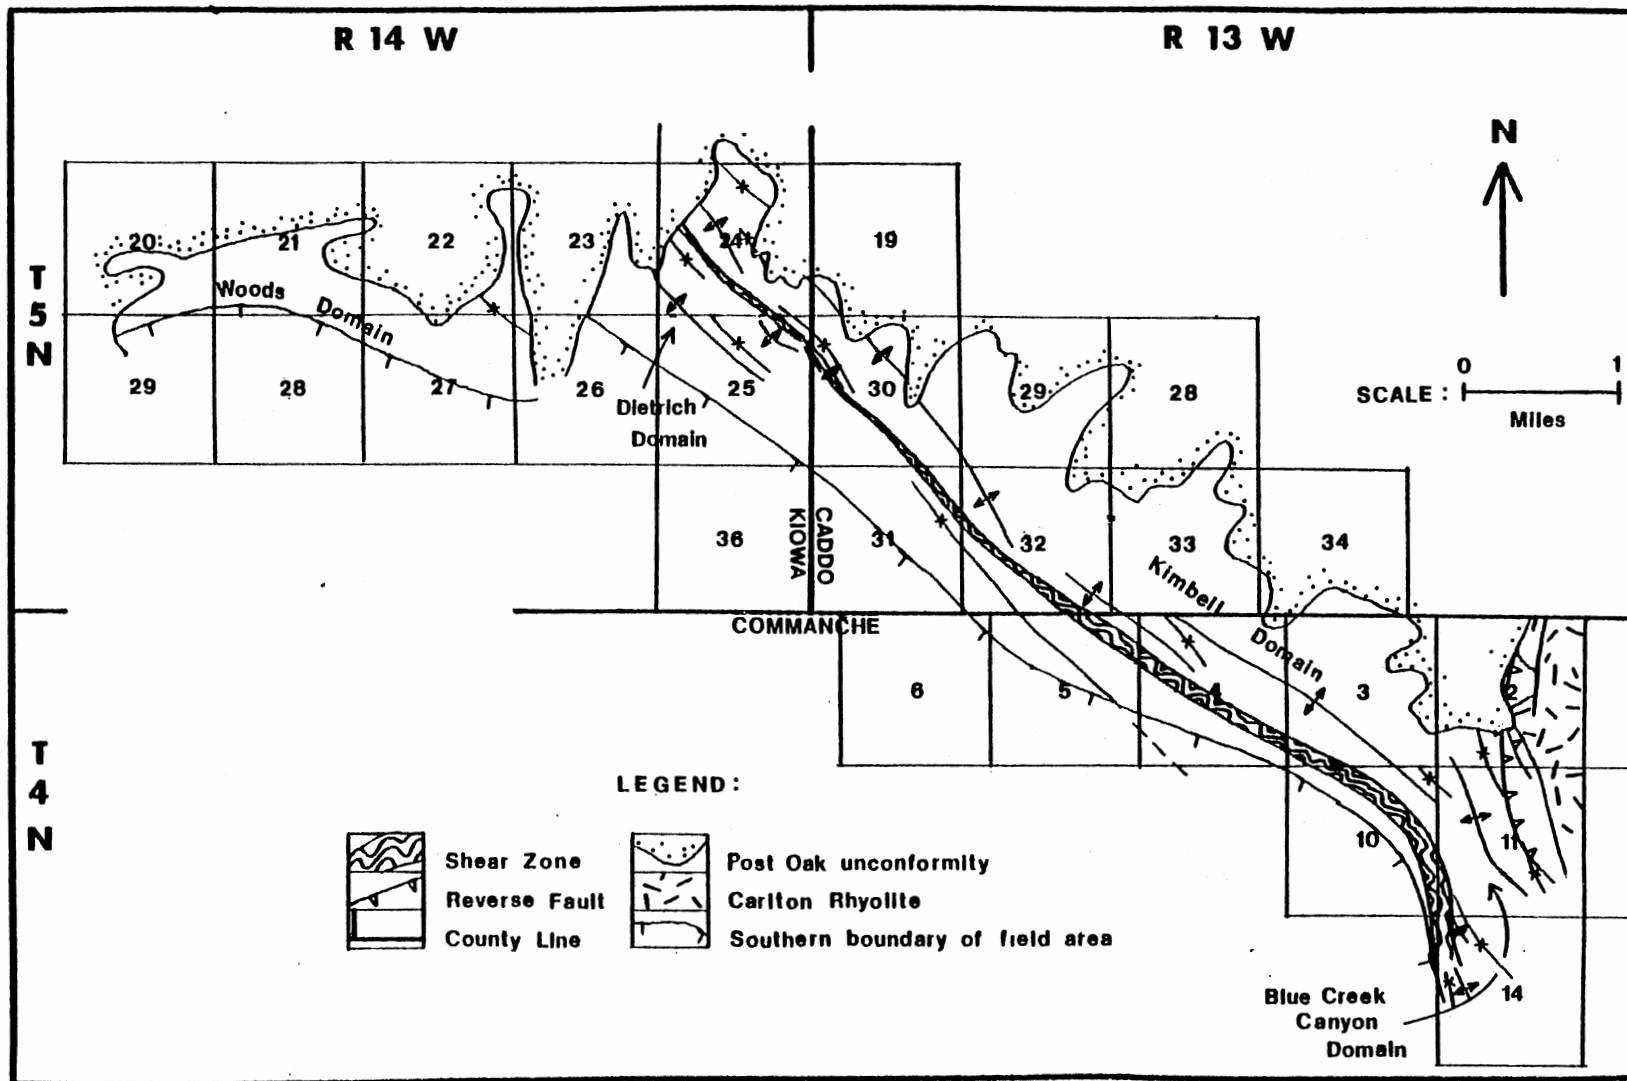 R 14 W
R 13 W
N
T
5
N
20
21
22
23
24
19
Woods
Domain
29
28
27
26
25
30
29
28
SCALE :
0
1
Miles
Dietrich
Domain
36
KIOWA
CADDO
31
32
33
34
Kimbell
Domain
COMMANCHE
6
5
4
3
2
T
4
N
10
11
14
LEGEND :
Shear Zone
Reverse Fault
County Line
Post Oak unconformity
Carlton Rhyolite
Southern boundary of field area
Blue Creek
Canyon
Domain